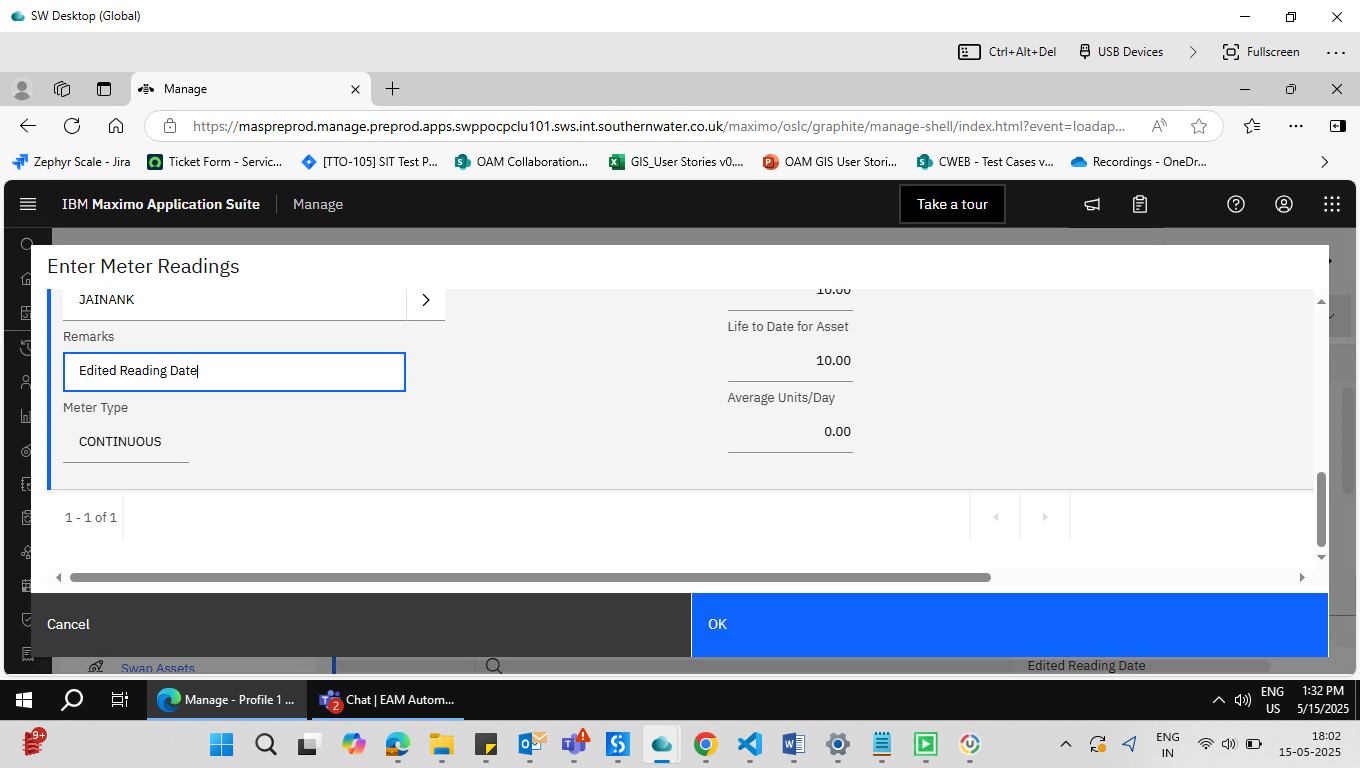 SW Desktop (Global)
Ctrl+Alt+Del
USB Devices
Fullscreen
Manage
https://maspreprod.manage.preprod.apps.swppocpclu101.sws.int.southernwater.co.uk/maximo/oslc/graphite/manage-shell/index.html?event=loadap...
Zephyr Scale - Jira
Ticket Form - Servic...
[TTO-105] SIT Test P...
OAM Collaboration...
GIS_User Stories v0....
OAM GIS User Stori...
CWEB - Test Cases v...
Recordings - OneDr...
IBM Maximo Application Suite
Manage
Take a tour
Enter Meter Readings
JAINANK
10.00
Remarks
Life to Date for Asset
Edited Reading Date
10.00
Meter Type
Average Units/Day
CONTINUOUS
0.00
1 - 1 of 1
Cancel
OK
Swap Assets
Edited Reading Date
Manage - Profile 1 ...
2
Chat | EAM Autom...
ENG
US
1:32 PM
5/15/2025
9+
ENG
IN
18:02
15-05-2025